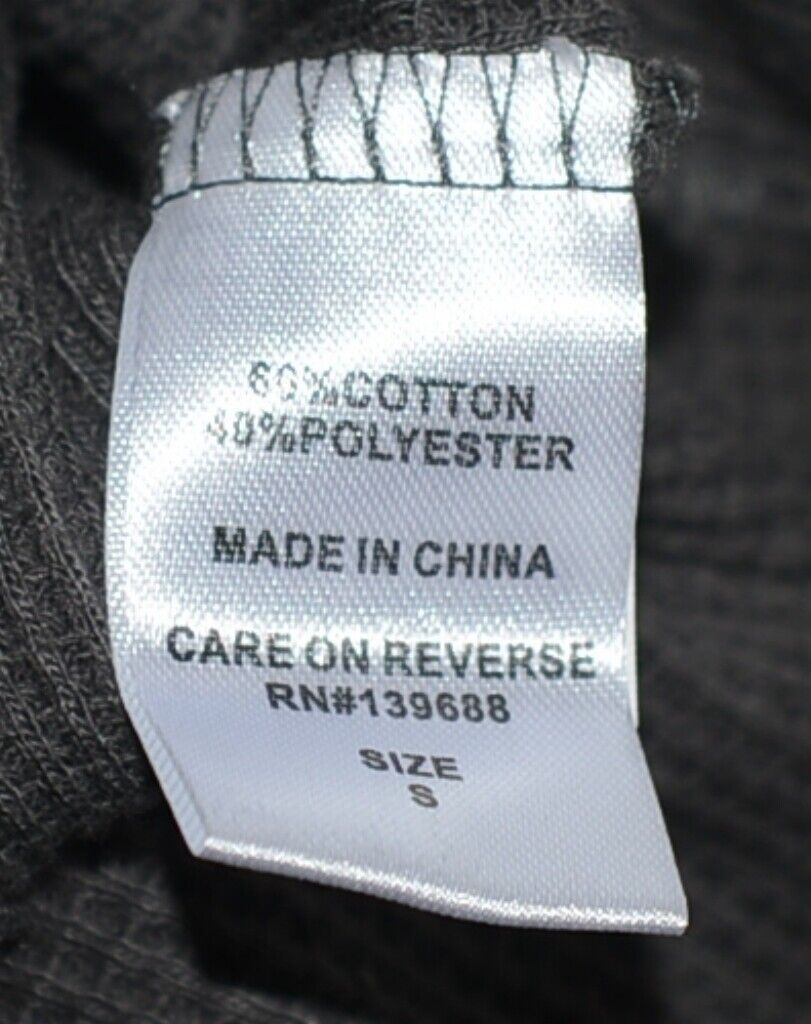 60%COTTON
40%POLYESTER
MADE IN CHINA
CARE ON REVERSE
RN#139688
SIZE
S